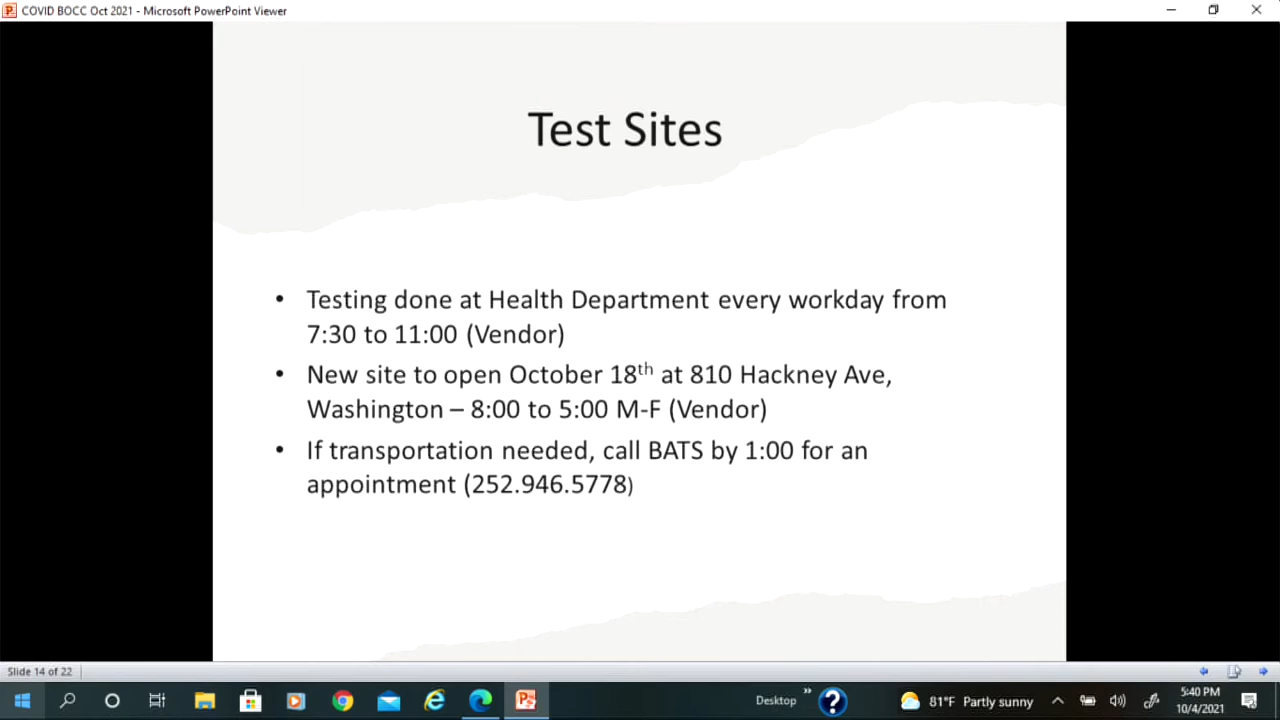 COVID BOCC Oct 2021 - Microsoft PowerPoint Viewer
Test Sites
• Testing done at Health Department every workday from
7:30 to 11:00 (Vendor)
• New site to open October 18th at 810 Hackney Ave,
Washington – 8:00 to 5:00 M-F (Vendor)
• If transportation needed, call BATS by 1:00 for an
appointment (252.946.5778)
Slide 14 of 22
Desktop
81°F Partly sunny
5:40 PM
10/4/2021